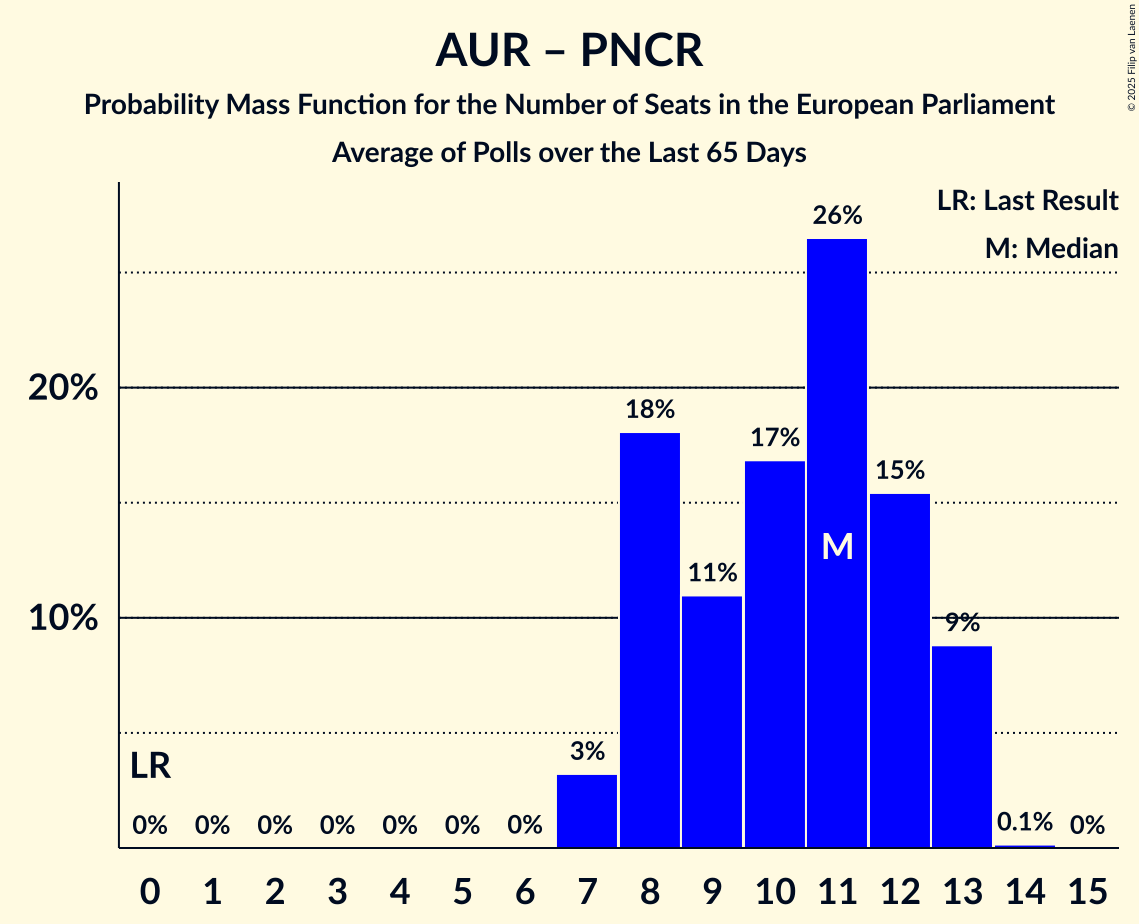 AUR – PNCR
Probability Mass Function for the Number of Seats in the European Parliament
Average of Polls over the Last 65 Days
© 2025 Filip van Laenen
LR: Last Result
M: Median
26%
20%
18%
17%
15%
M
11%
10%
9%
LR
3%
0% 0% 0% 0% 0% 0% 0% 0.1% 0%
0 1 2 3 4 5 6 7 8 9 10 11 12 13 14 15